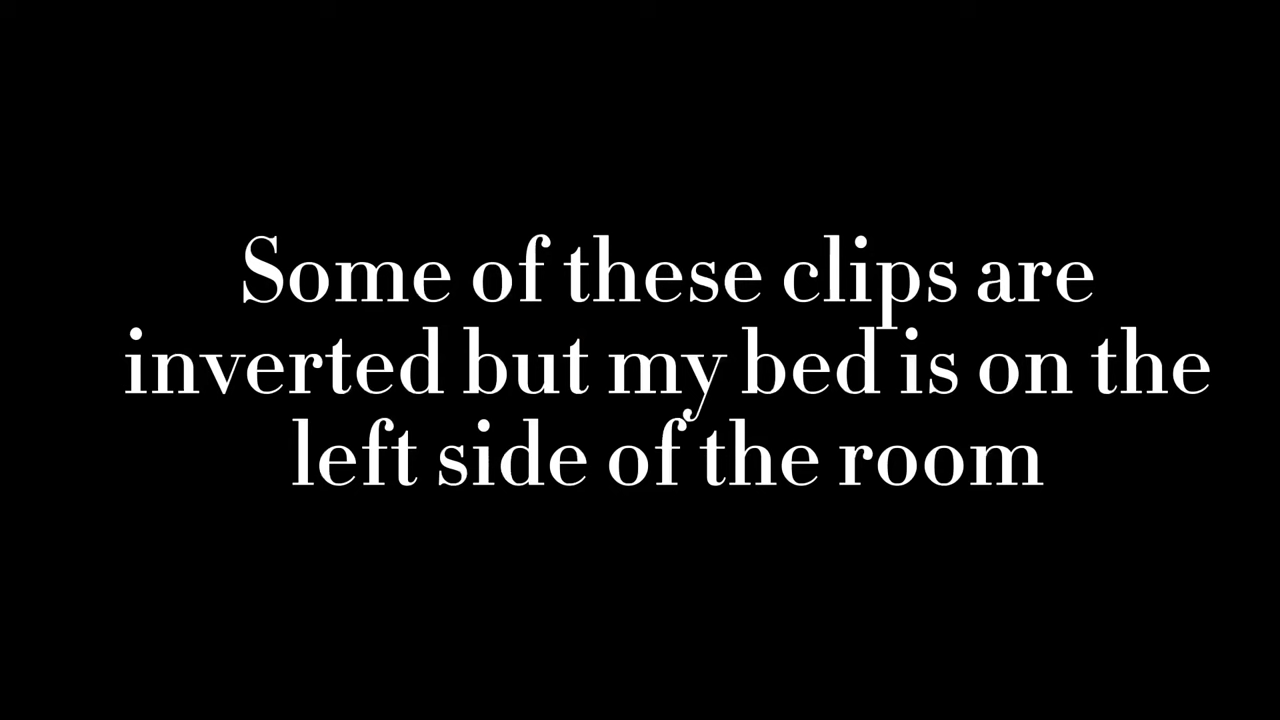 Some of these clips are
inverted but my bed is on the
left side of the room